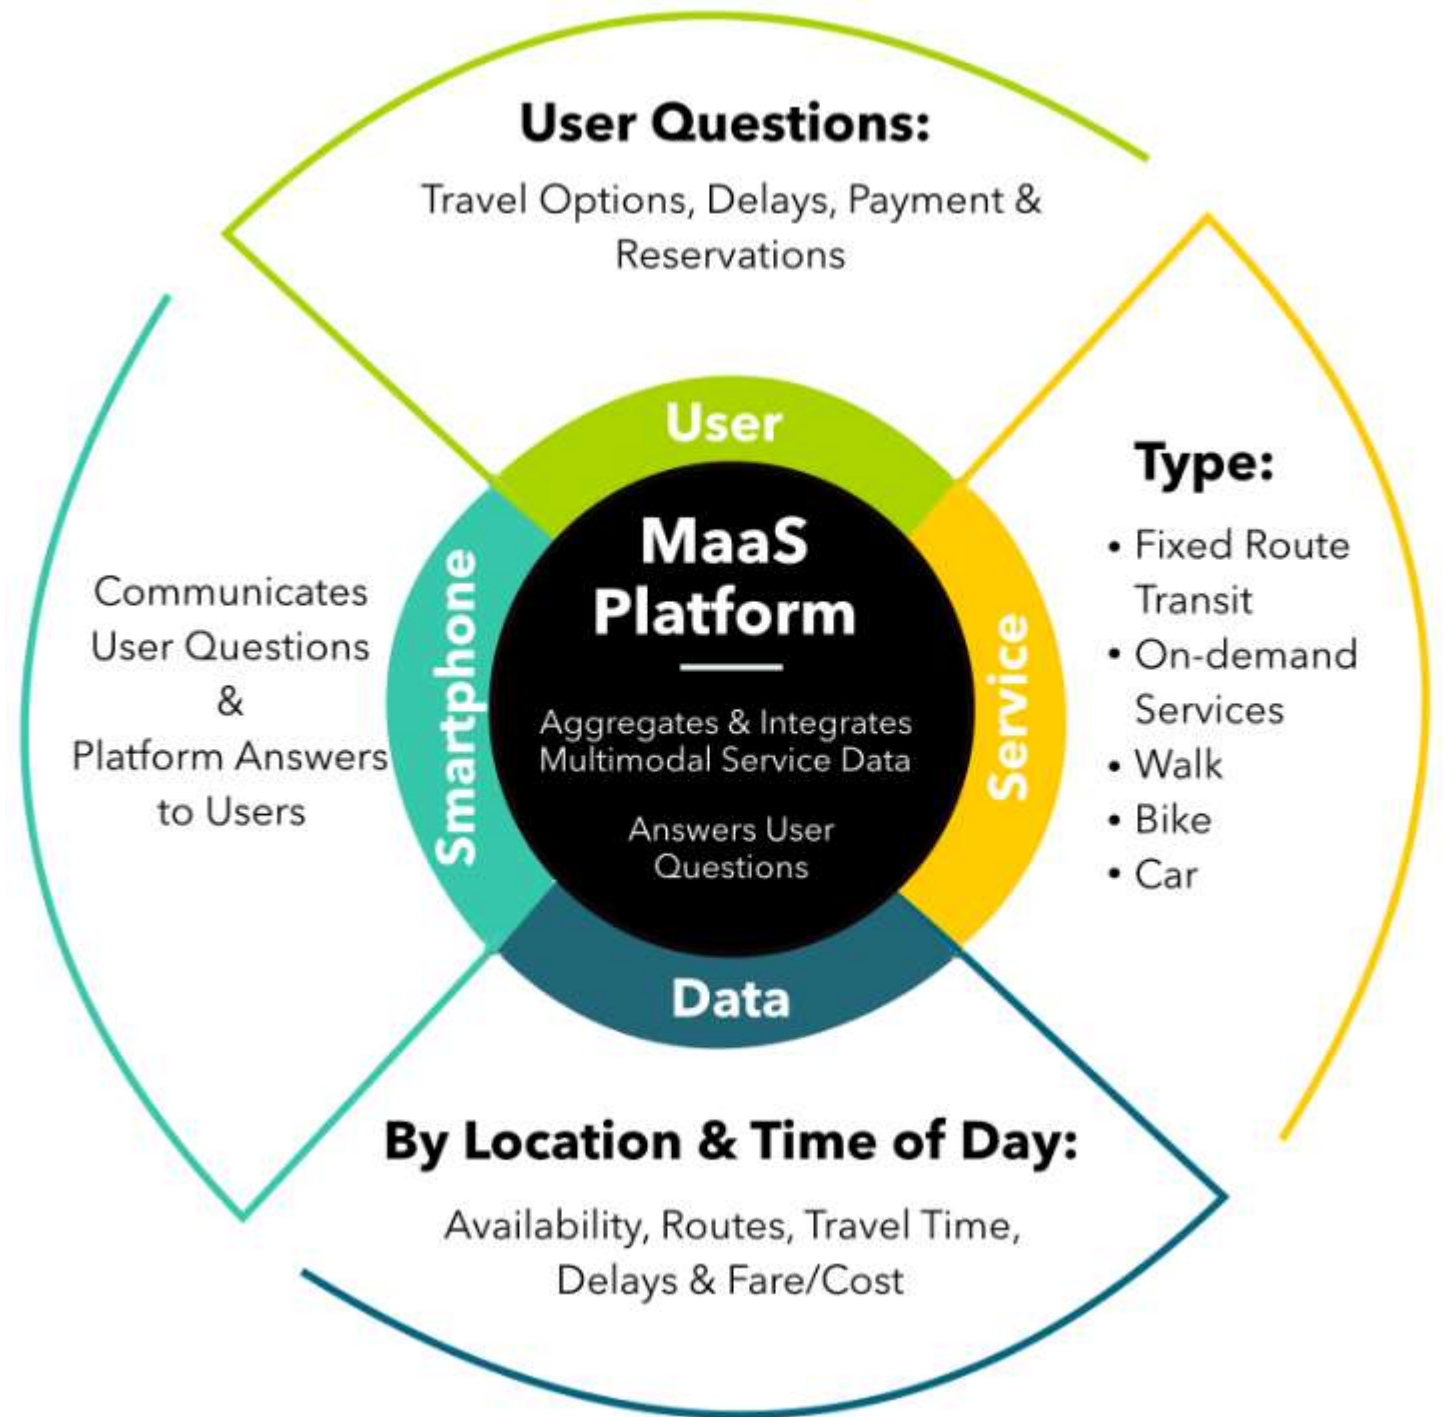 User Questions:
Travel Options, Delays, Payment &
Reservations
User
Smartphone
Communicates
User Questions
&
Platform Answers
to Users
MaaS
Platform
Aggregates & Integrates
Multimodal Service Data
Answers User
Questions
Service
Type:
• Fixed Route
Transit
• On-demand
Services
• Walk
• Bike
• Car
Data
By Location & Time of Day:
Availability, Routes, Travel Time,
Delays & Fare/Cost